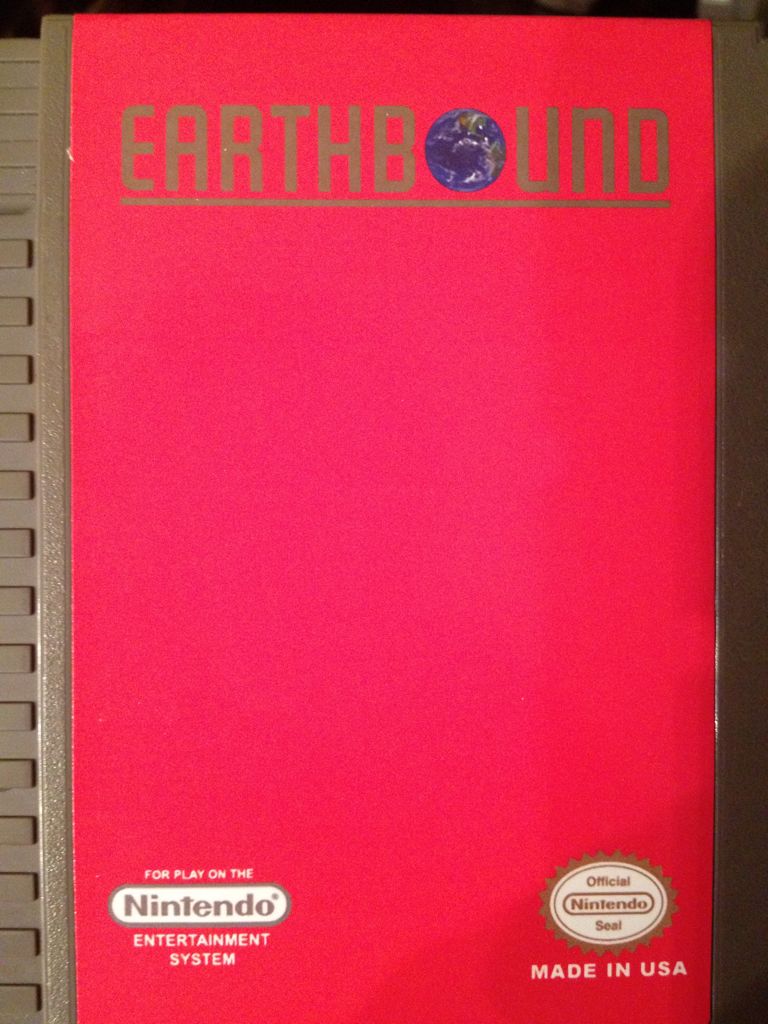 EARTHBOUND
FOR PLAY ON THE
Nintendo®
ENTERTAINMENT
SYSTEM
Official
Nintendo
Seal
MADE IN USA